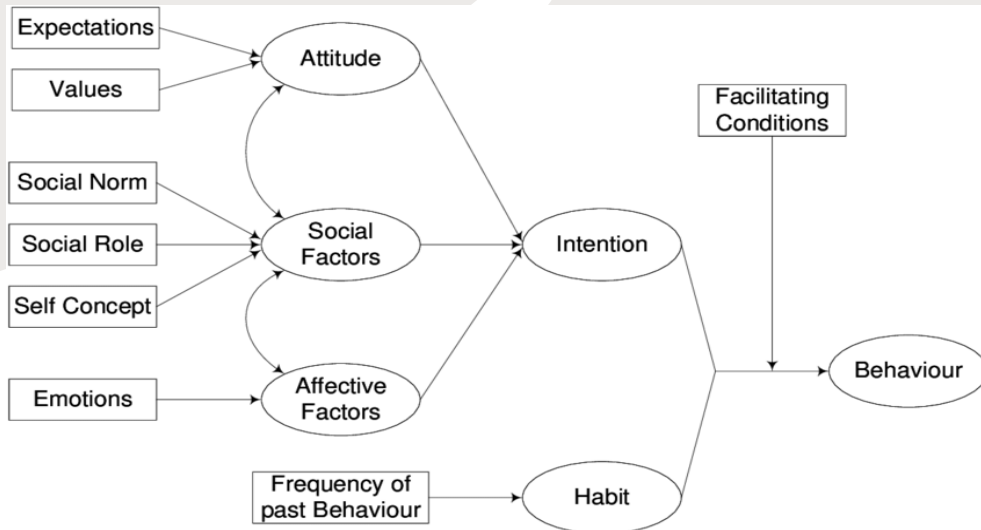 Expectations
Attitude
Values
Facilitating
Conditions
Social Norm
Social Role
Social
Factors
Intention
Self Concept
Behaviour
Emotions
Affective
Factors
Frequency of
past Behaviour
Habit